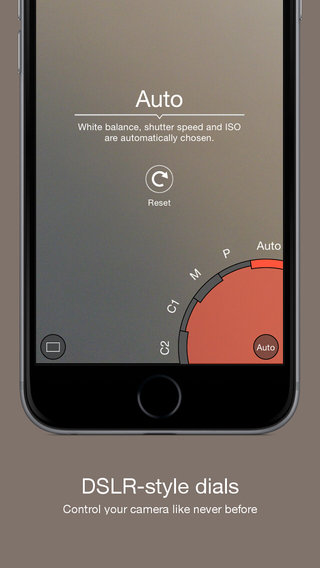 Auto
White balance, shutter speed and ISO
are automatically chosen.
Reset
Auto
P
M
C1
C2
Auto
DSLR-style dials
Control your camera like never before